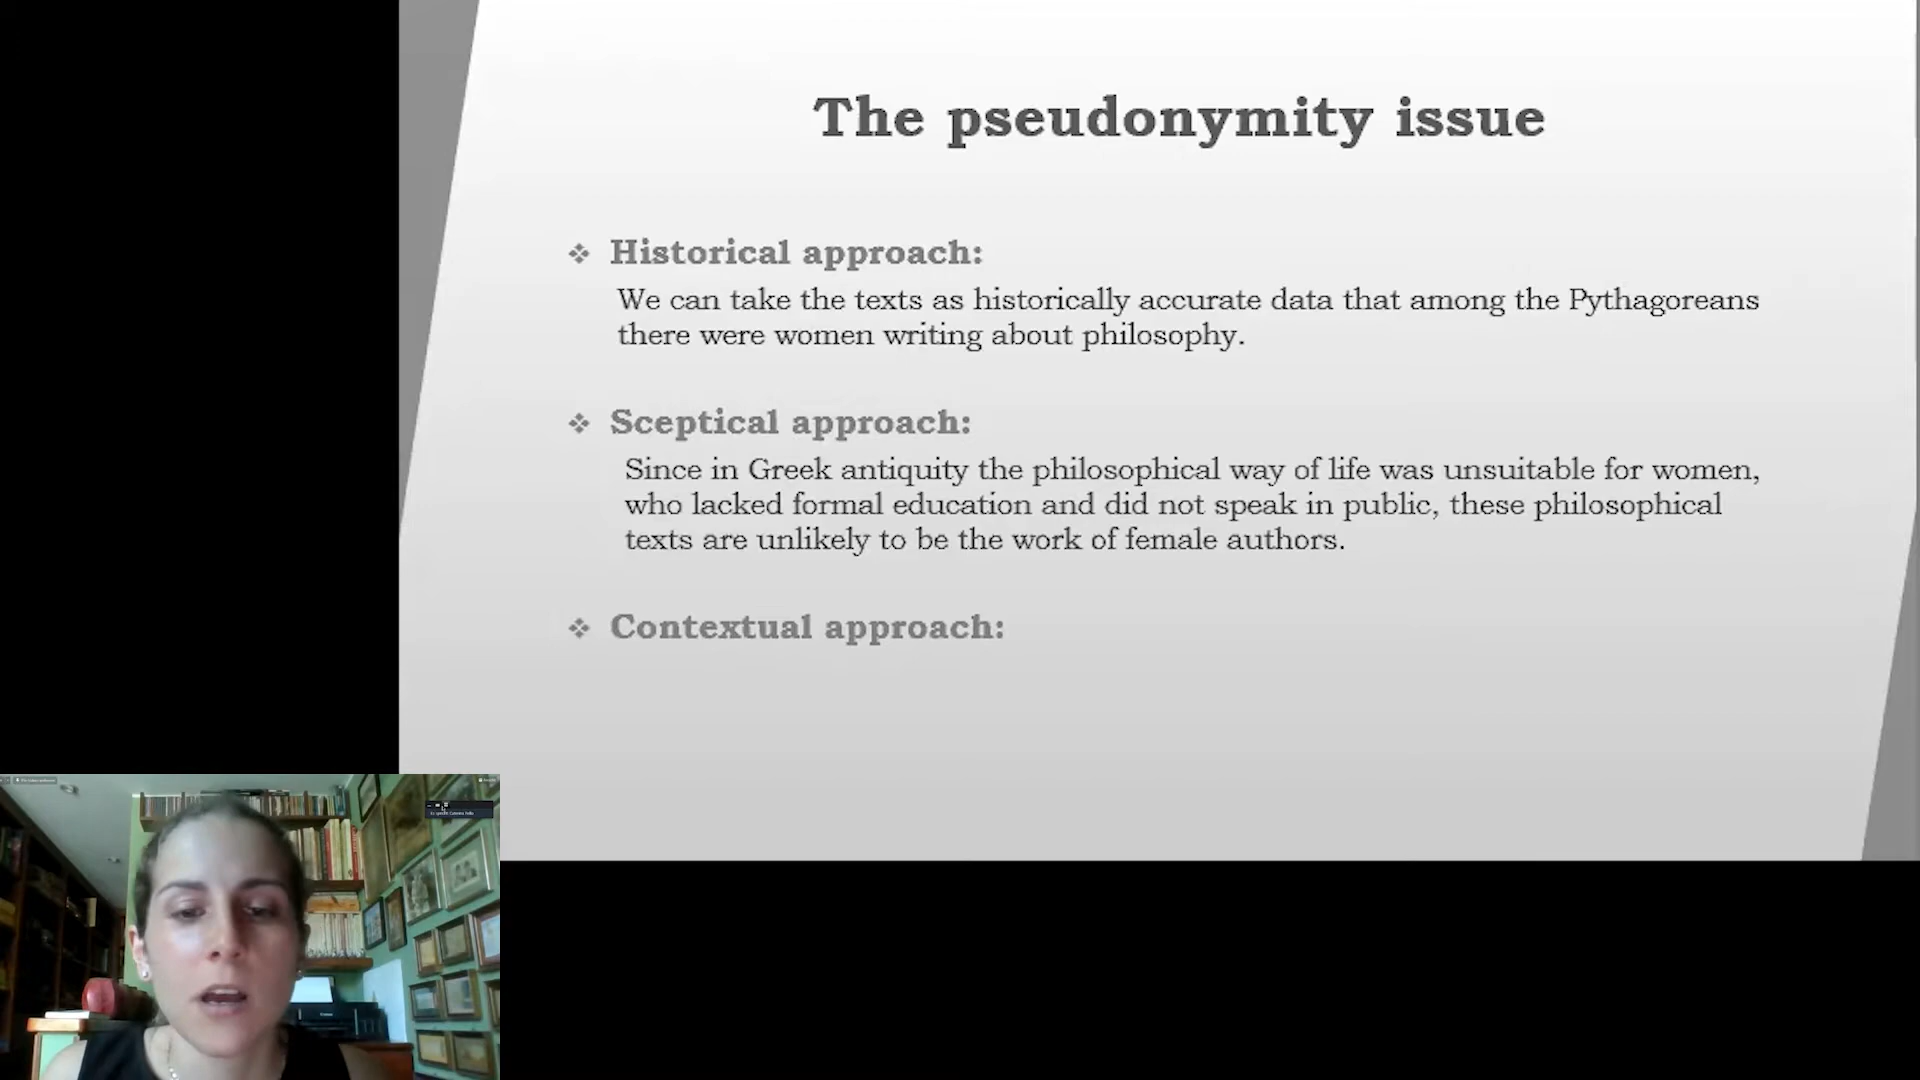 The pseudonymity issue
❖ Historical approach:
We can take the texts as historically accurate data that among the Pythagoreans
there were women writing about philosophy.
❖ Sceptical approach:
Since in Greek antiquity the philosophical way of life was unsuitable for women,
who lacked formal education and did not speak in public, these philosophical
texts are unlikely to be the work of female authors.
❖ Contextual approach: